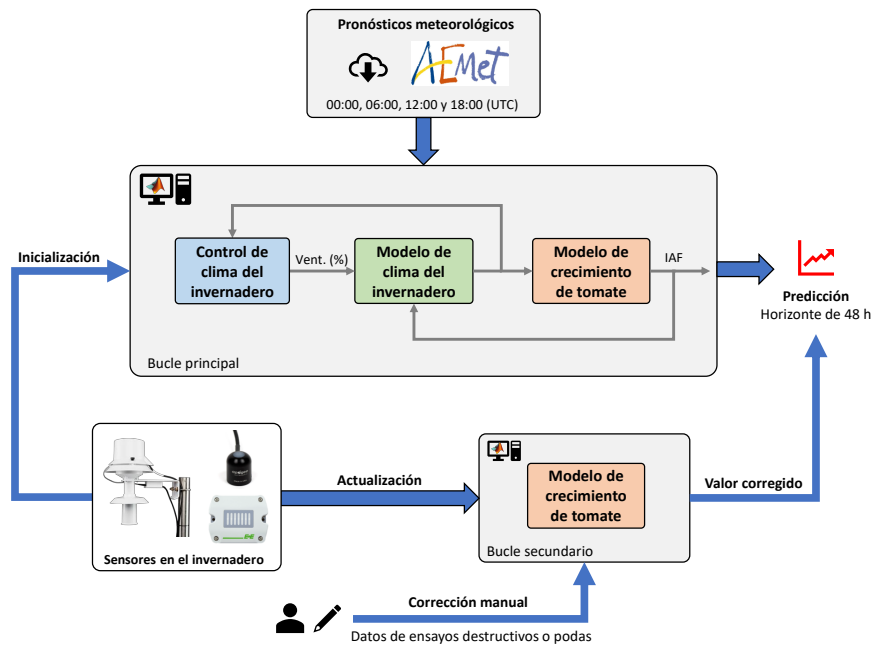 Pronósticos meteorológicos
AEMet
00:00, 06:00, 12:00 y 18:00 (UTC)
Inicialización
Control de
clima del
invernadero
Vent. (%)
Modelo de
clima del
invernadero
Modelo de
crecimiento
de tomate
IAF
Bucle principal
Predicción
Horizonte de 48 h
Sensores en el invernadero
Actualización
Modelo de
crecimiento
de tomate
Bucle secundario
Valor corregido
Corrección manual
Datos de ensayos destructivos o podas